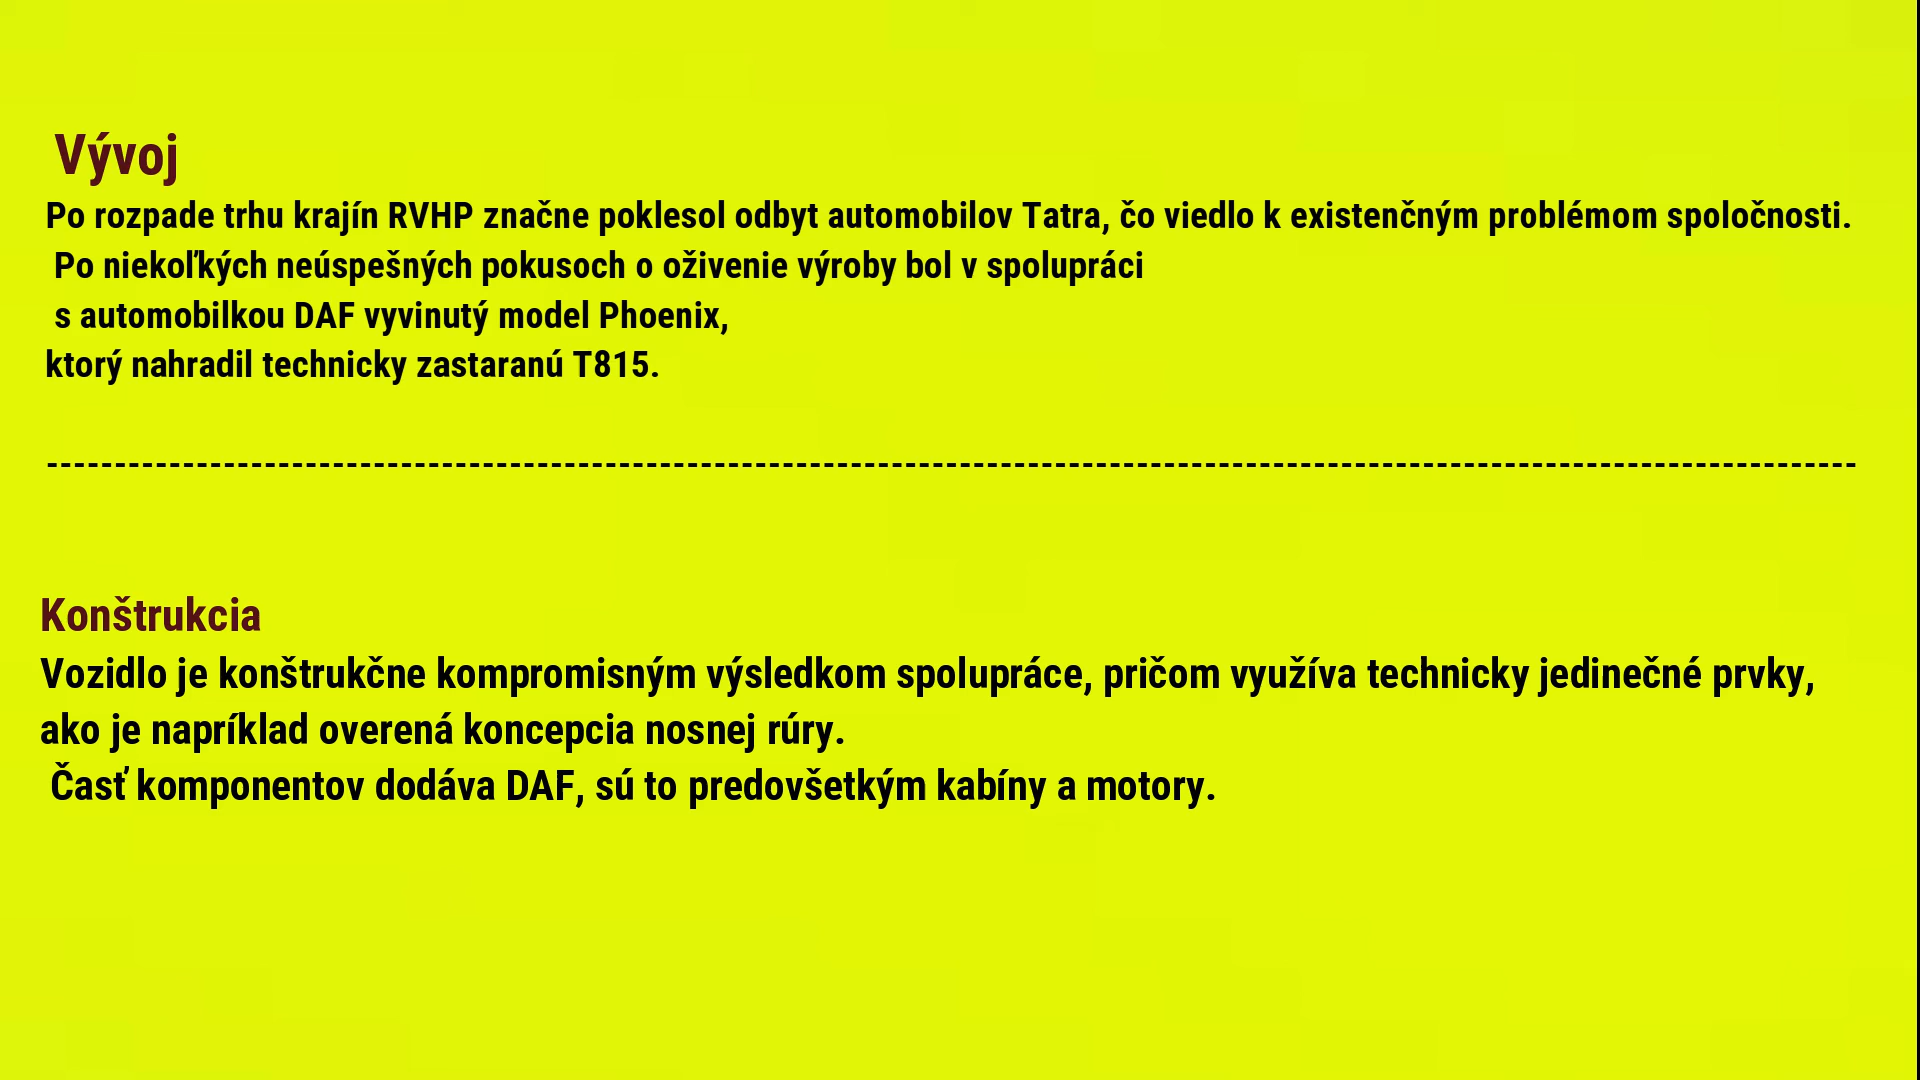 Vývoj
Po rozpade trhu krajín RVHP značne poklesol odbyt automobilov Tatra, čo viedlo k existenčným problémom spoločnosti.
Po niekoľkých neúspešných pokusoch o oživenie výroby bol v spolupráci
s automobilkou DAF vyvinutý model Phoenix,
ktorý nahradil technicky zastaranú T815.
-------------------------------------------------------------------------------------------------------------------------------------
Konštrukcia
Vozidlo je konštrukčne kompromisným výsledkom spolupráce, pričom využíva technicky jedinečné prvky,
ako je napríklad overená koncepcia nosnej rúry.
Časť komponentov dodáva DAF, sú to predovšetkým kabíny a motory.